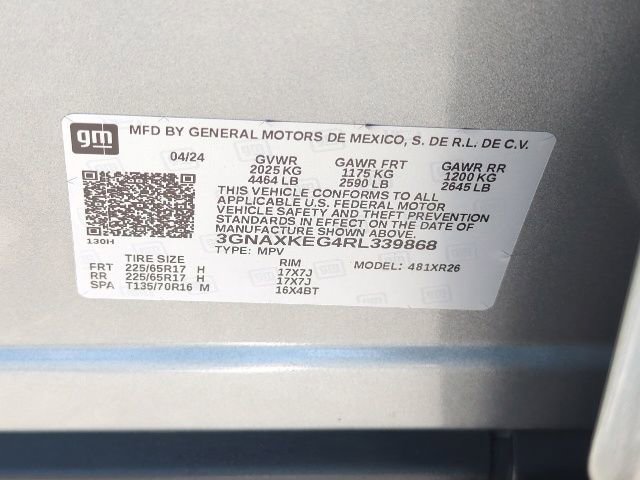 gm MFD BY GENERAL MOTORS DE MEXICO, S. DE R.L. DE C.V.
04/24 GVWR GAWR FRT GAWR RR
2025 KG 1175 KG 1200 KG
4464 LB 2590 LB 2645 LB
THIS VEHICLE CONFORMS TO ALL
APPLICABLE U.S. FEDERAL MOTOR
VEHICLE SAFETY AND THEFT PREVENTION
STANDARDS IN EFFECT ON THE DATE OF
MANUFACTURE SHOWN ABOVE.
130H 3GNAXKEG4RL339868
TYPE: MPV
TIRE SIZE RIM MODEL: 481XR26
FRT 225/65R17 H 17X7J
RR 225/65R17 H 17X7J
SPA T135/70R16 M 16X4BT